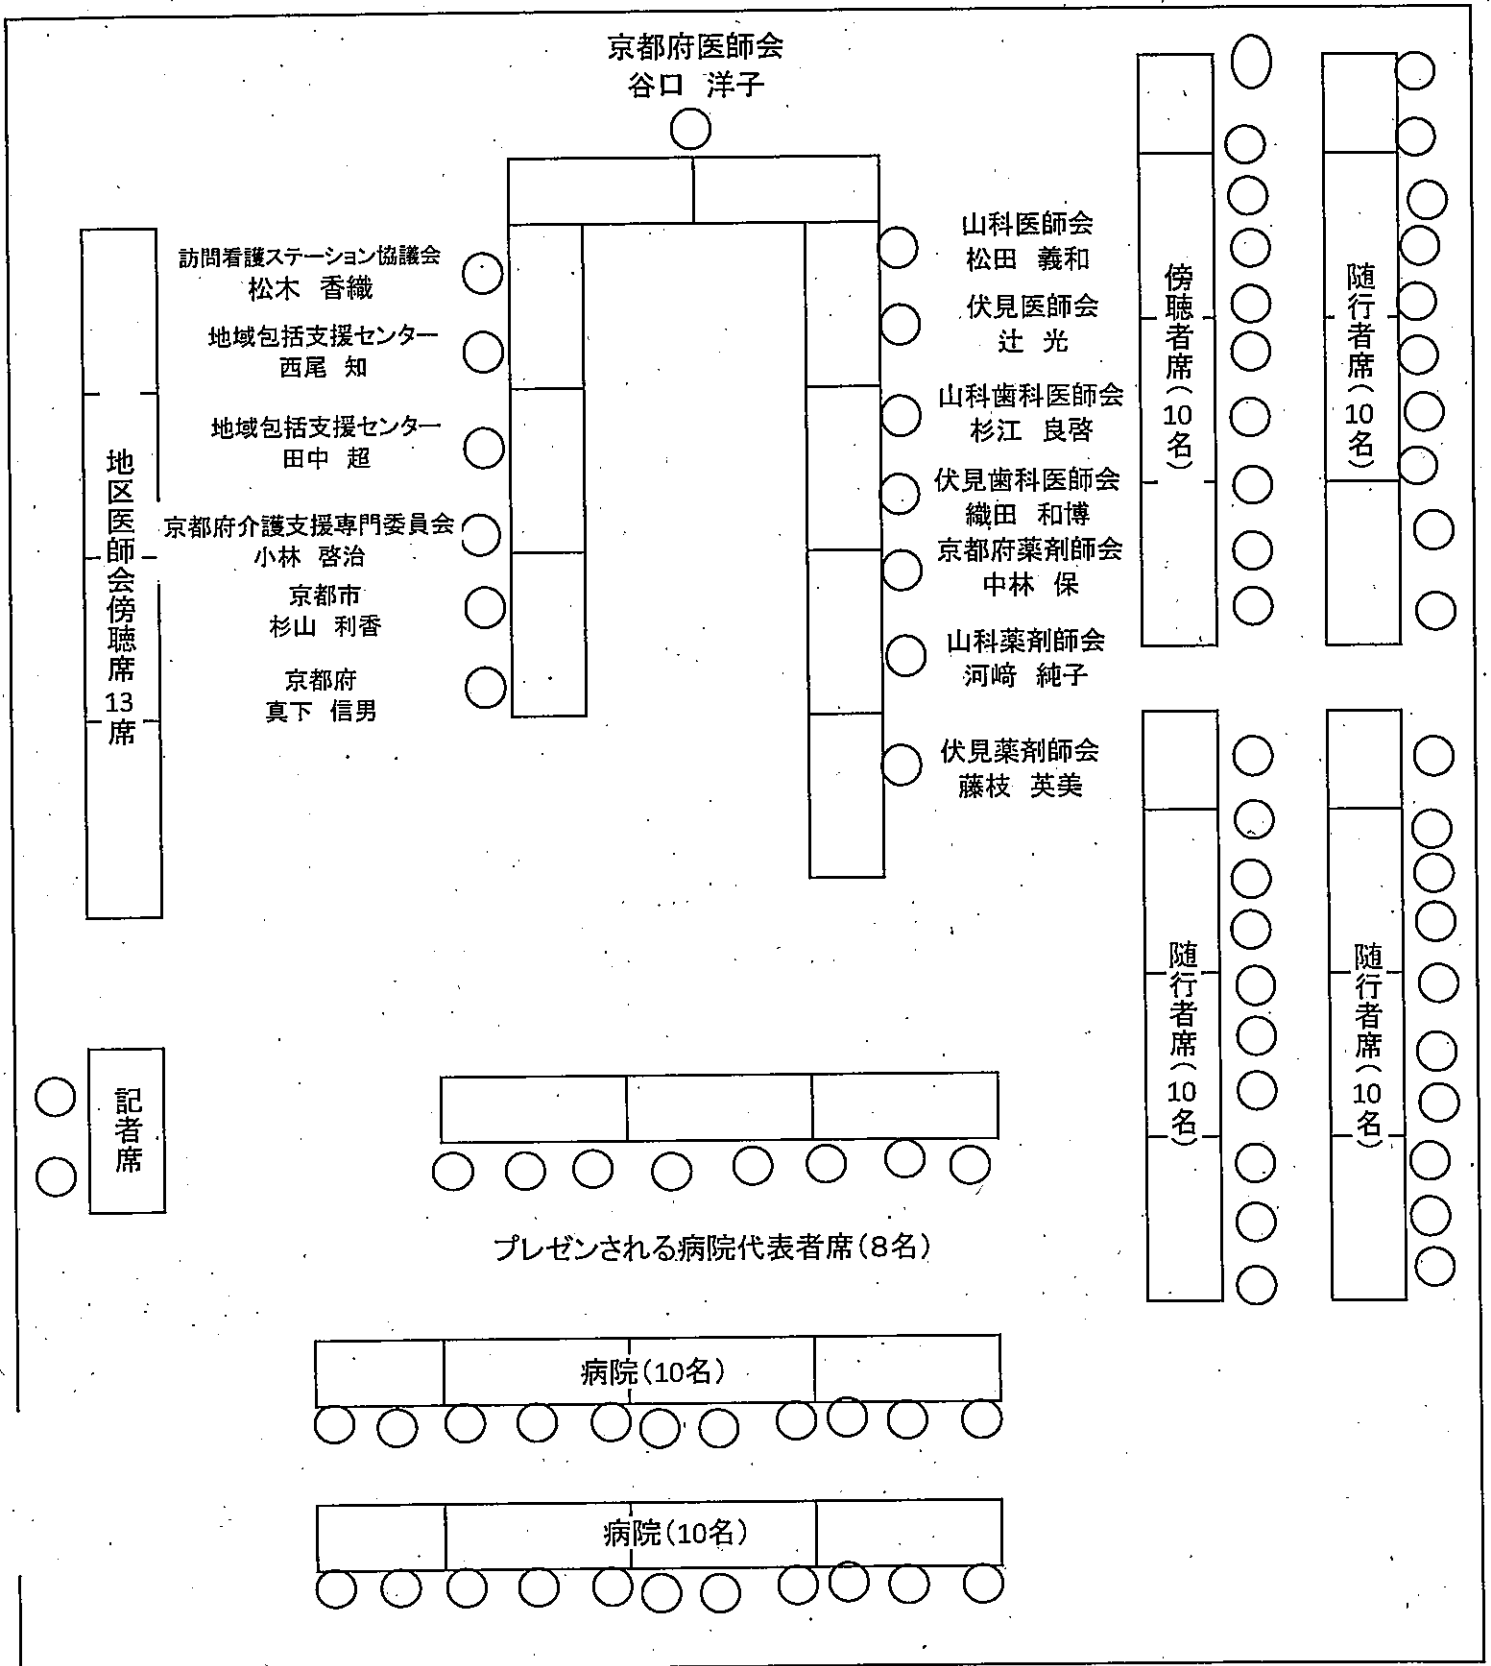 京都府医師会
谷口 洋子
訪問看護ステーション協議会
松木 香織
地域包括支援センター
西尾 知
地域包括支援センター
田中 超
京都府介護支援専門委員会
小林 啓治
京都市
杉山 利香
京都府
真下 信男
山科医師会
松田 義和
伏見医師会
辻 光
山科歯科医師会
杉江 良啓
伏見歯科医師会
織田 和博
京都府薬剤師会
中林 保
山科薬剤師会
河﨑 純子
伏見薬剤師会
藤枝 英美
地区医師会傍聴席13席
傍聴者席(10名)
随行者席(10名)
随行者席(10名)
随行者席(10名)
記者席
プレゼンされる病院代表者席(8名)
病院(10名)
病院(10名)